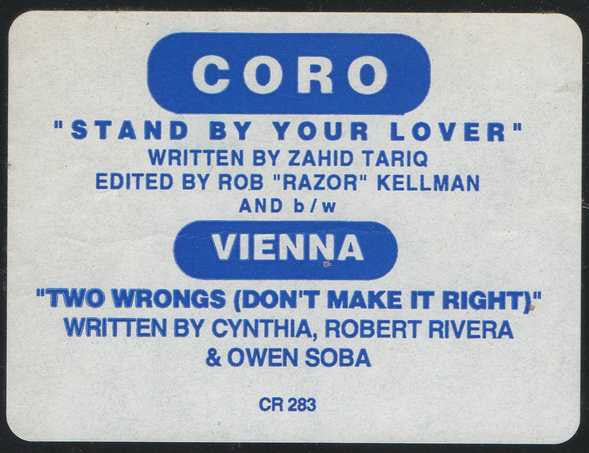 CORO
"STAND BY YOUR LOVER"
WRITTEN BY ZAHID TARIQ
EDITED BY ROB "RAZOR" KELLMAN
AND b/w
VIENNA
"TWO WRONGS (DON'T MAKE IT RIGHT)"
WRITTEN BY CYNTHIA, ROBERT RIVERA
& OWEN SOBA
CR 283